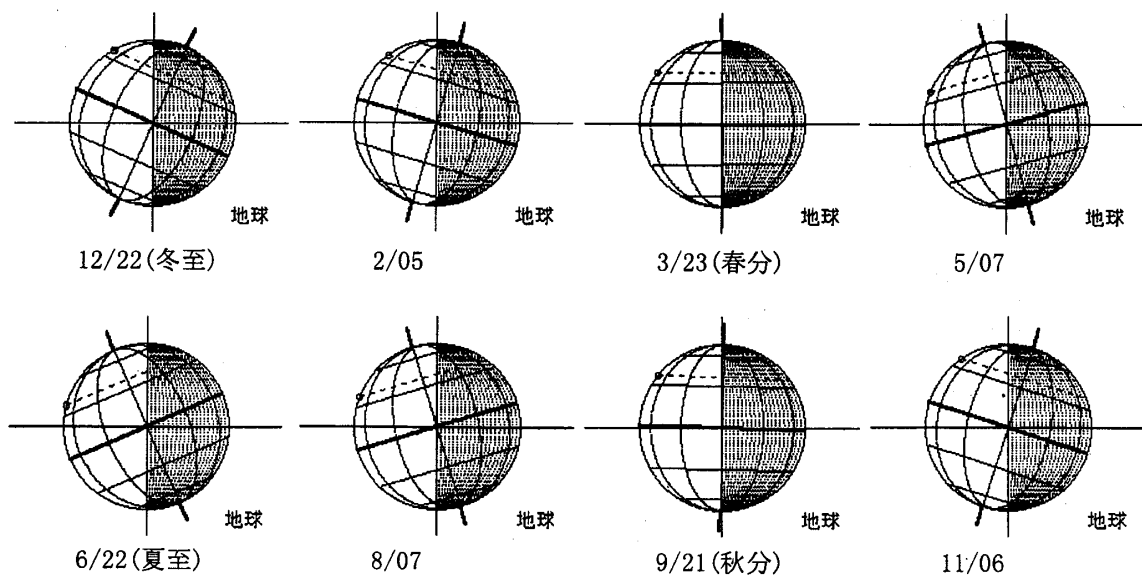 地球 地球 地球 地球
12/22(冬至) 2/05 3/23(春分) 5/07
地球 地球 地球 地球
6/22(夏至) 8/07 9/21(秋分) 11/06